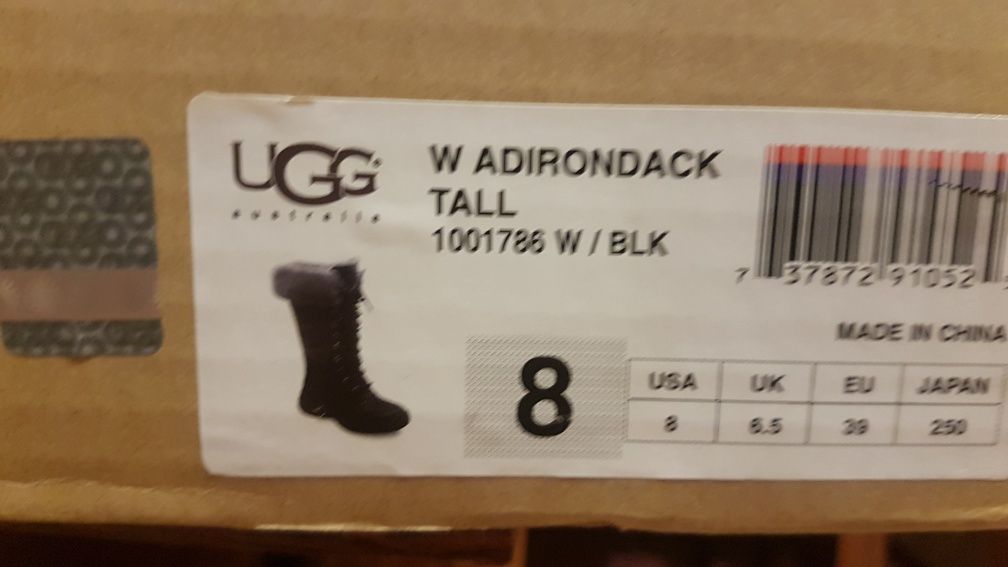 UGG®
australia
W ADIRONDACK
TALL
1001786 W / BLK
7 37872 91052
MADE IN CHINA
8
USA UK EU JAPAN
8 6.5 39 250